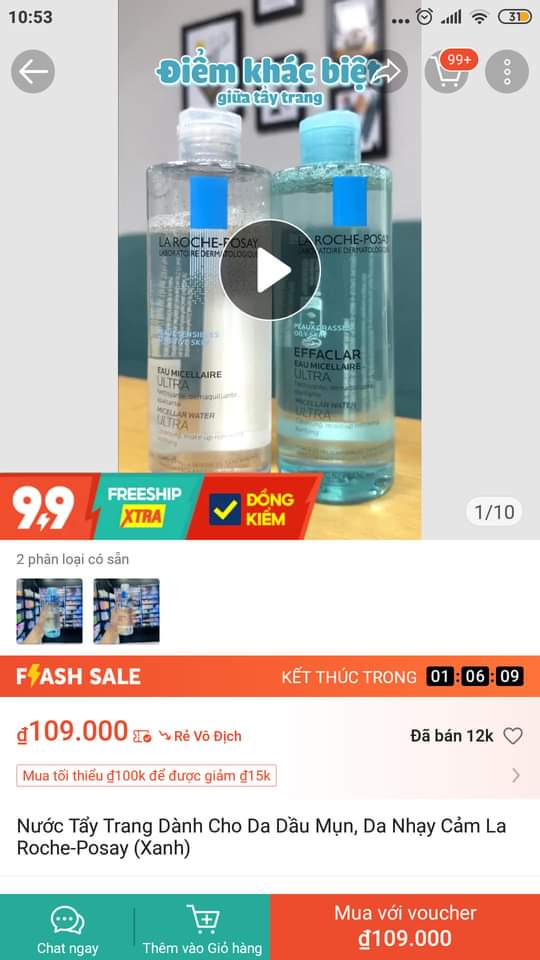 10:53
31
Điểm khác biệt
giữa tẩy trang
99+
LA ROCHE-POSAY
LABORATOIRE DERMATOLOGIQUE
EAU MICELLAIRE
ULTRA
MICELLAR WATER
ULTRA
LA ROCHE-POSAY
LABORATOIRE DERMATOLOGIQUE
PEAUX GRASSES
OILY SKIN
EFFACLAR
EAU MICELLAIRE
ULTRA
MICELLAR WATER
ULTRA
9.9
FREESHIP
XTRA
ĐỒNG
KIỂM
1/10
2 phân loại có sẵn
FLASH SALE
KẾT THÚC TRONG 01:06:09
₫109.000
Rẻ Vô Địch
Đã bán 12k
Mua tối thiểu ₫100k để được giảm ₫15k
Nước Tẩy Trang Dành Cho Da Dầu Mụn, Da Nhạy Cảm La
Roche-Posay (Xanh)
Chat ngay
Thêm vào Giỏ hàng
Mua với voucher
₫109.000